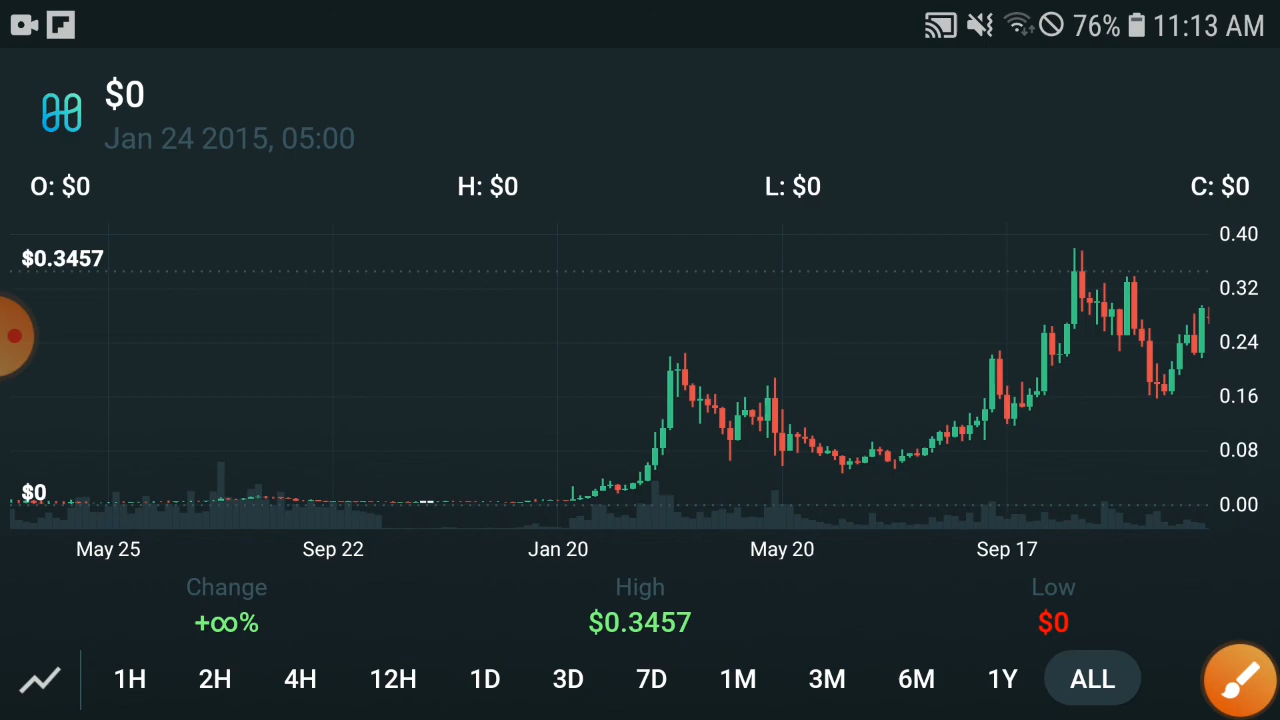 76% 11:13 AM
$0
Jan 24 2015, 05:00
O: $0 H: $0 L: $0 C: $0
0.40
$0.3457
0.32
0.24
0.16
0.08
$0
0.00
May 25 Sep 22 Jan 20 May 20 Sep 17
Change High Low
+∞% $0.3457 $0
1H 2H 4H 12H 1D 3D 7D 1M 3M 6M 1Y ALL